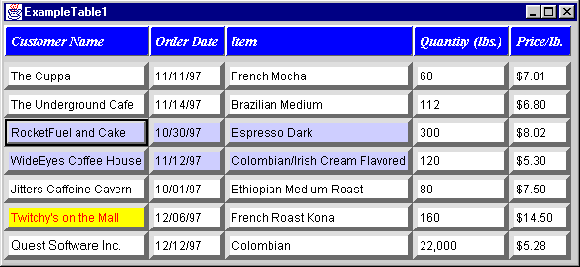 ExampleTable1
Customer Name Order Date Item Quantity (lbs.) Price/lb.
The Cuppa 11/11/97 French Mocha 60 $7.01
The Underground Cafe 11/14/97 Brazilian Medium 112 $6.80
RocketFuel and Cake 10/30/97 Espresso Dark 300 $8.02
WideEyes Coffee House 11/12/97 Colombian/Irish Cream Flavored 120 $5.30
Jitters Caffeine Cavern 10/01/97 Ethiopian Medium Roast 80 $7.50
Twitchy's on the Mall 12/06/97 French Roast Kona 160 $14.50
Quest Software Inc. 12/12/97 Colombian 22,000 $5.28